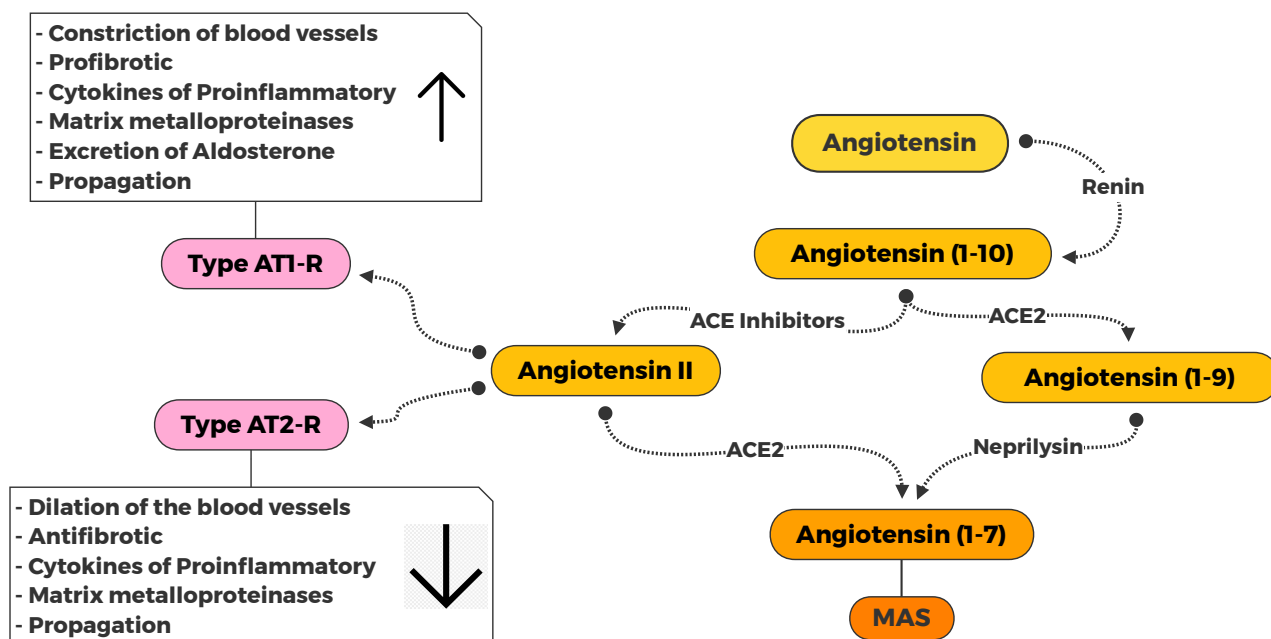 - Constriction of blood vessels
- Profibrotic
- Cytokines of Proinflammatory
- Matrix metalloproteinases
- Excretion of Aldosterone
- Propagation
Angiotensin
Renin
Type AT1-R
Angiotensin (1-10)
ACE Inhibitors
ACE2
Angiotensin II
Angiotensin (1-9)
Type AT2-R
ACE2
Neprilysin
- Dilation of the blood vessels
- Antifibrotic
- Cytokines of Proinflammatory
- Matrix metalloproteinases
- Propagation
Angiotensin (1-7)
MAS